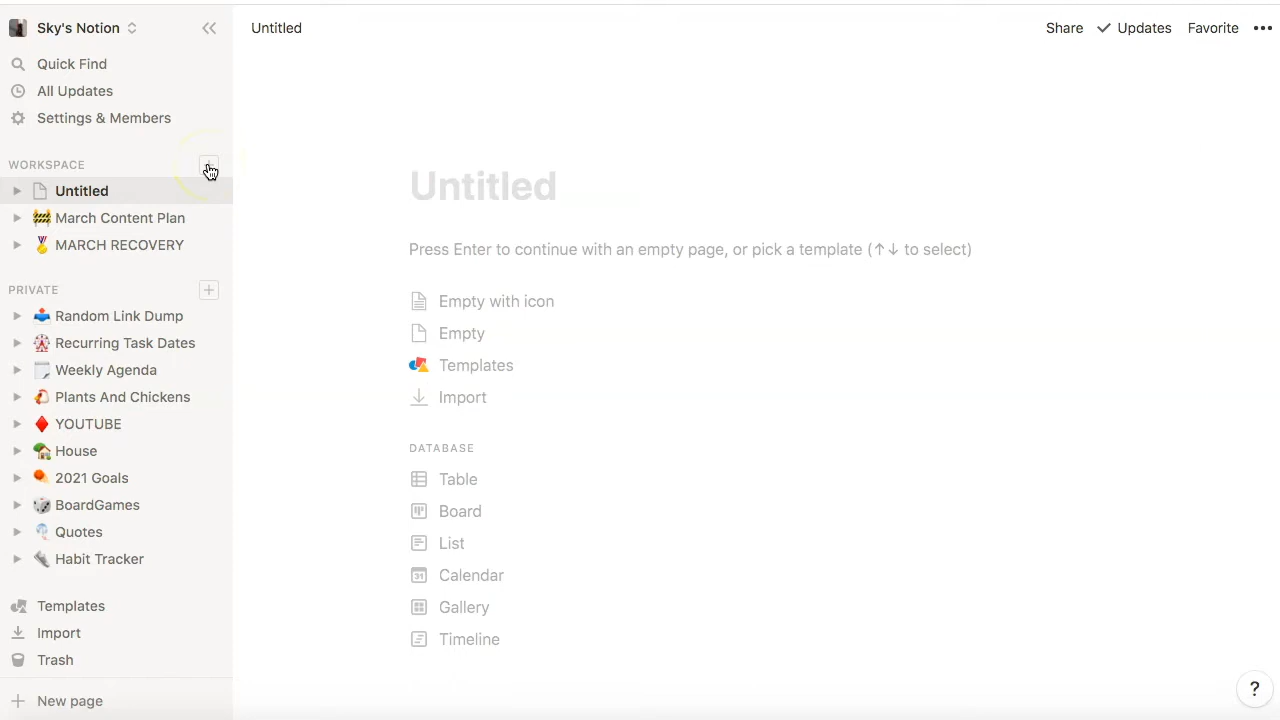 Sky's Notion
Untitled
Share
Updates
Favorite
Quick Find
All Updates
Settings & Members
WORKSPACE
Untitled
March Content Plan
MARCH RECOVERY
PRIVATE
Random Link Dump
Recurring Task Dates
Weekly Agenda
Plants And Chickens
YOUTUBE
House
2021 Goals
BoardGames
Quotes
Habit Tracker
Templates
Import
Trash
New page
Untitled
Press Enter to continue with an empty page, or pick a template (↑↓ to select)
Empty with icon
Empty
Templates
Import
DATABASE
Table
Board
List
31 Calendar
Gallery
Timeline
?